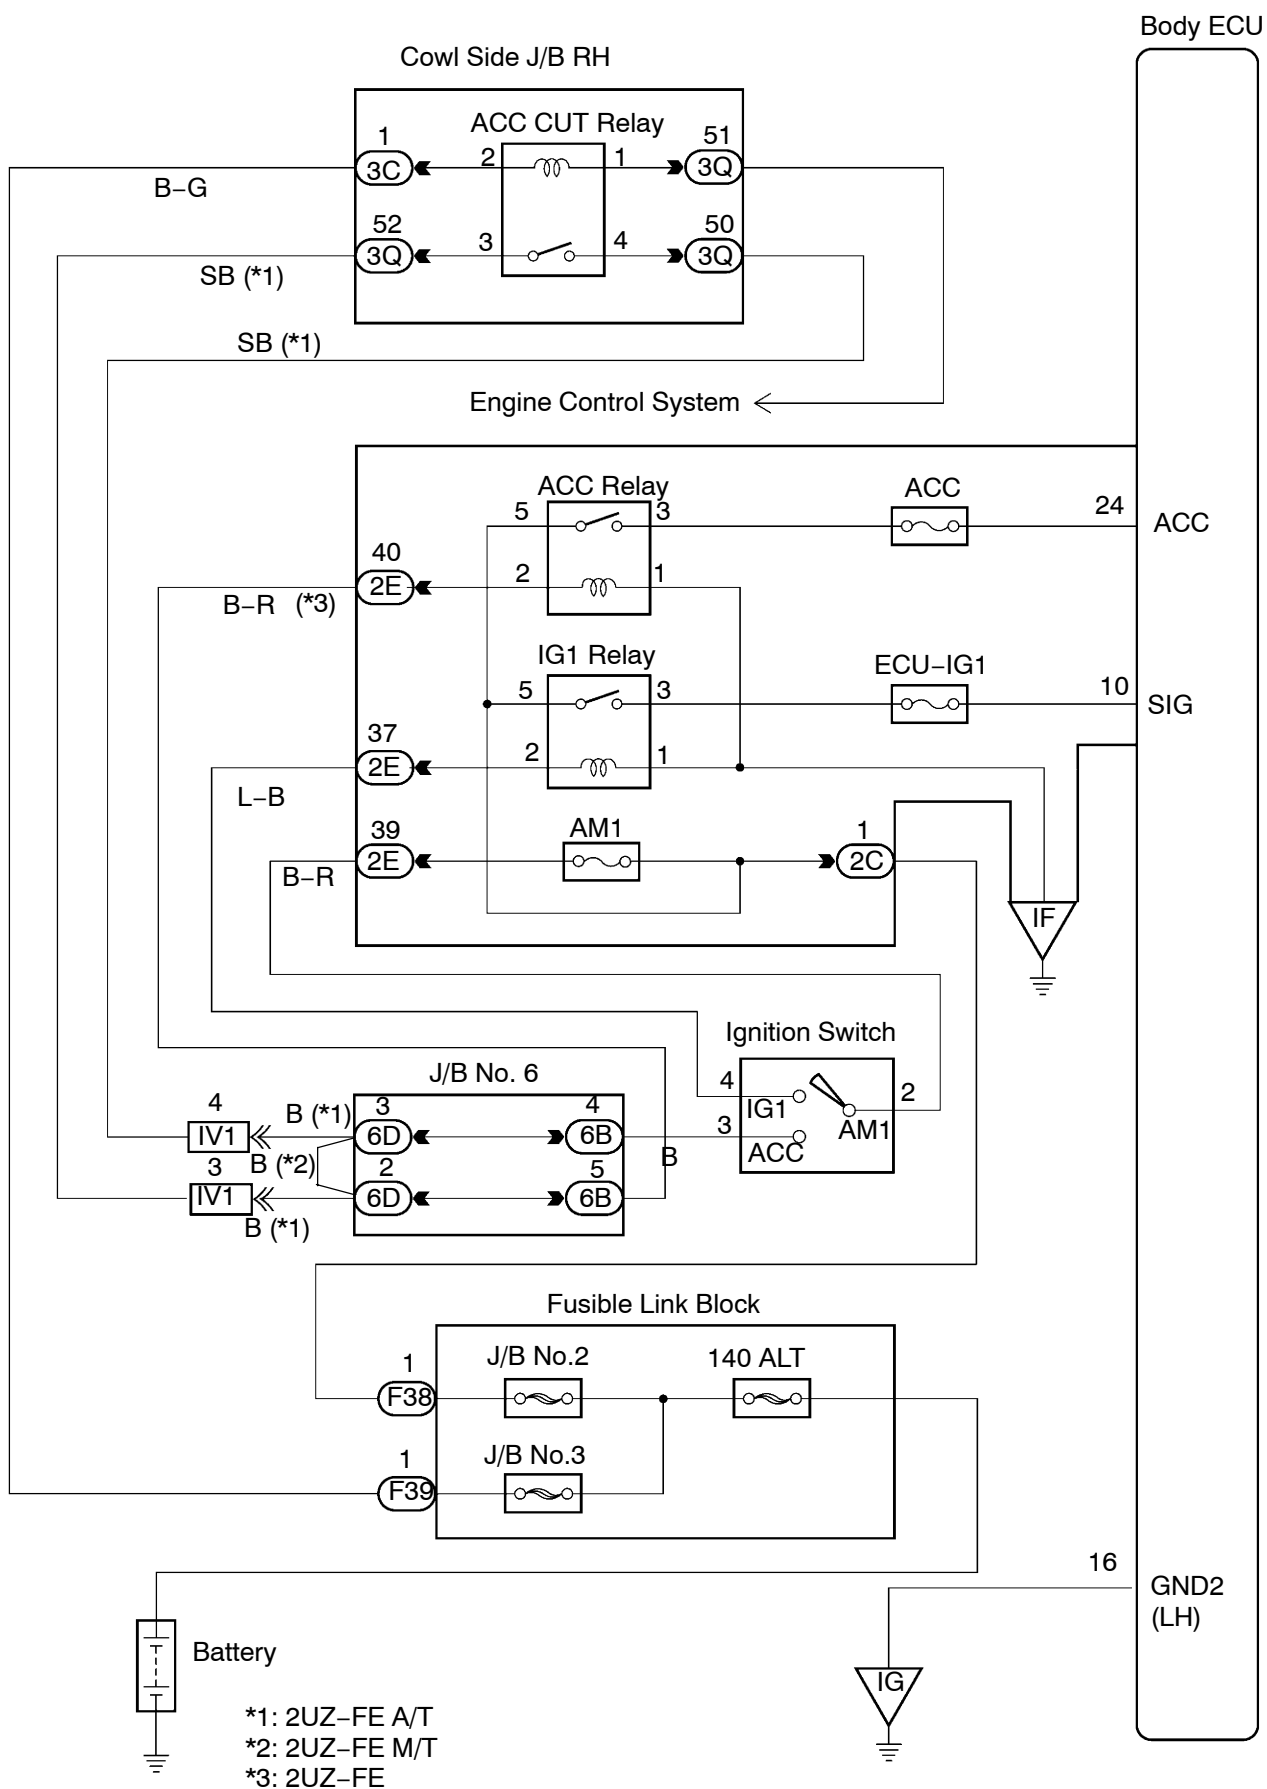 Body ECU
Cowl Side J/B RH
ACC CUT Relay
1
2
1
51
3C
3Q
B−G
52
3
4
50
3Q
3Q
SB (*1)
SB (*1)
Engine Control System
ACC Relay
ACC
5
3
24
ACC
40
2
1
2E
B−R (*3)
IG1 Relay
ECU−IG1
5
3
10
SIG
37
2
1
2E
L−B
39
AM1
1
2E
2C
B−R
IF
Ignition Switch
J/B No. 6
4
2
IG1
4
B (*1)
3
4
3
AM1
IV1
6D
6B
ACC
B
3
B (*2)
2
5
IV1
6D
6B
B (*1)
Fusible Link Block
1
J/B No.2
140 ALT
F38
1
J/B No.3
F39
16
GND2
(LH)
Battery
IG
*1: 2UZ−FE A/T
*2: 2UZ−FE M/T
*3: 2UZ−FE